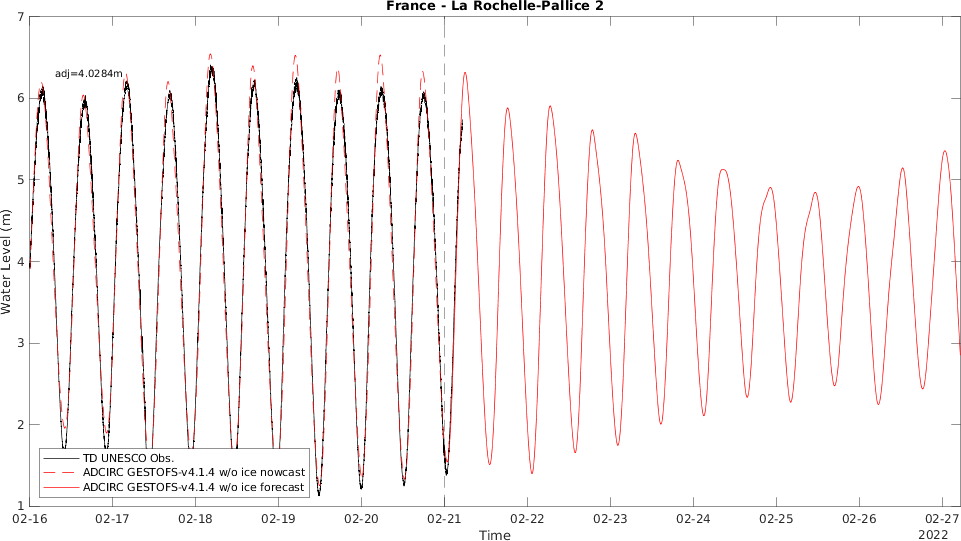 France - La Rochelle-Pallice 2
7
adj=4.0284m
6
5
Water Level (m)
4
3
2
TD UNESCO Obs.
ADCIRC GESTOFS-v4.1.4 w/o ice nowcast
ADCIRC GESTOFS-v4.1.4 w/o ice forecast
1
02-16 02-17 02-18 02-19 02-20 02-21 02-22 02-23 02-24 02-25 02-26 02-27
Time
2022